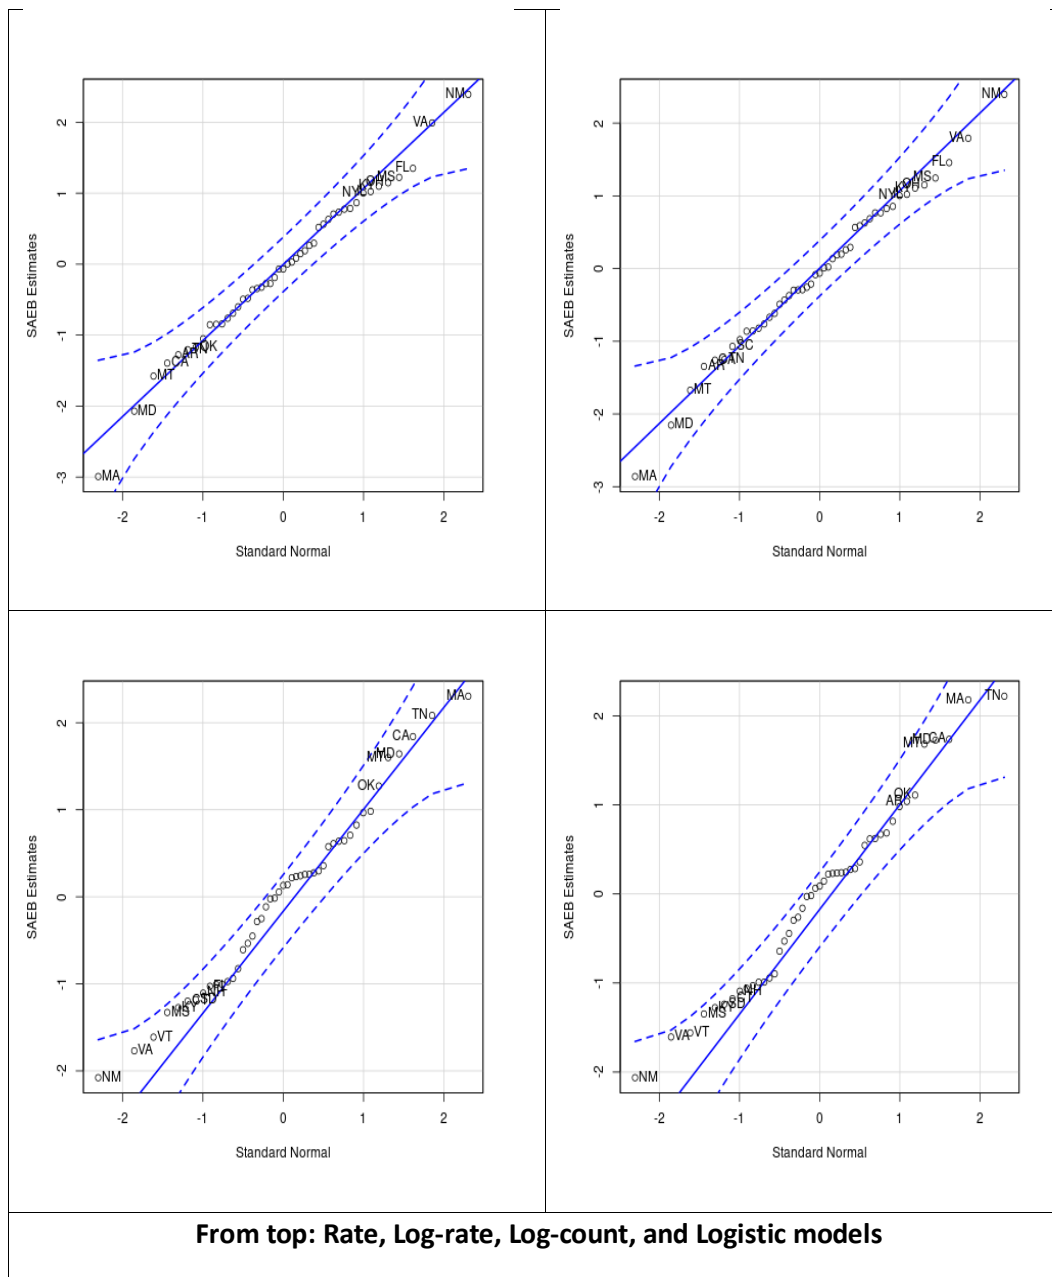 2
1
0
-1
-2
-3
SAEB Estimates
NM
VA
FL
MS
NY
OK
CA
MT
MD
MA
-2 -1 0 1 2
Standard Normal
2
1
0
-1
-2
-3
SAEB Estimates
NM
VA
FL
MS
NY
SC
TN
AR
MT
MD
MA
-2 -1 0 1 2
Standard Normal
2
1
0
-1
-2
SAEB Estimates
MA
TN
CA
MD
MT
OK
MS
VT
VA
NM
-2 -1 0 1 2
Standard Normal
2
1
0
-1
-2
SAEB Estimates
MA TN
MD CA
OK
AR
NH
SD
MS
VA VT
NM
-2 -1 0 1 2
Standard Normal
From top: Rate, Log-rate, Log-count, and Logistic models